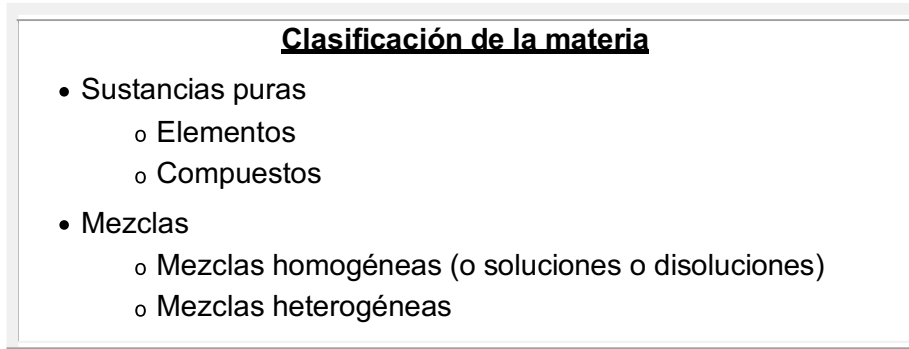 Clasificación de la materia
• Sustancias puras
o Elementos
o Compuestos
• Mezclas
o Mezclas homogéneas (o soluciones o disoluciones)
o Mezclas heterogéneas